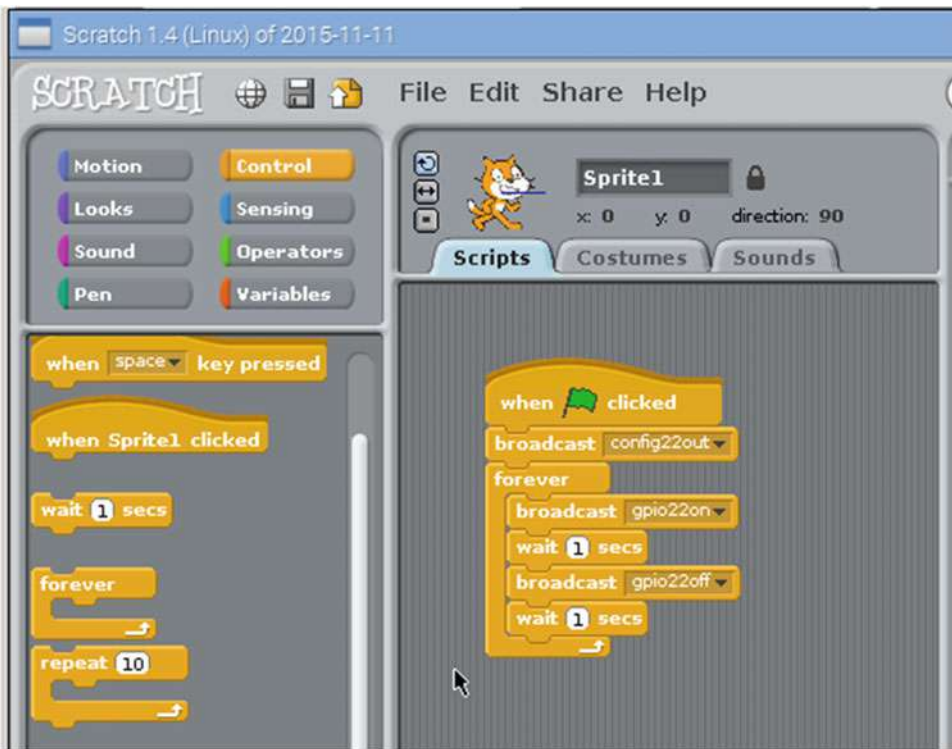 Scratch 1.4 (Linux) of 2015-11-11
SCRATCH File Edit Share Help
Motion Control
Looks Sensing
Sound Operators
Pen Variables
Sprite1
x: 0 y: 0 direction: 90
Scripts Costumes Sounds
when space key pressed
when Sprite1 clicked
wait 1 secs
forever
repeat 10
when clicked
broadcast config22out
forever
broadcast gpio22on
wait 1 secs
broadcast gpio22off
wait 1 secs